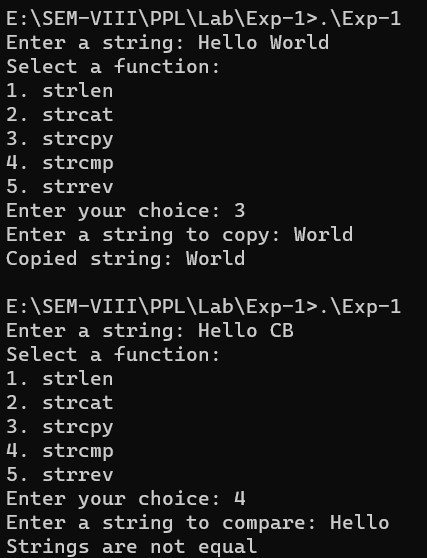 E:\SEM-VIII\PPL\Lab\Exp-1>.\Exp-1
Enter a string: Hello World
Select a function:
1. strlen
2. strcat
3. strcpy
4. strcmp
5. strrev
Enter your choice: 3
Enter a string to copy: World
Copied string: World
E:\SEM-VIII\PPL\Lab\Exp-1>.\Exp-1
Enter a string: Hello CB
Select a function:
1. strlen
2. strcat
3. strcpy
4. strcmp
5. strrev
Enter your choice: 4
Enter a string to compare: Hello
Strings are not equal